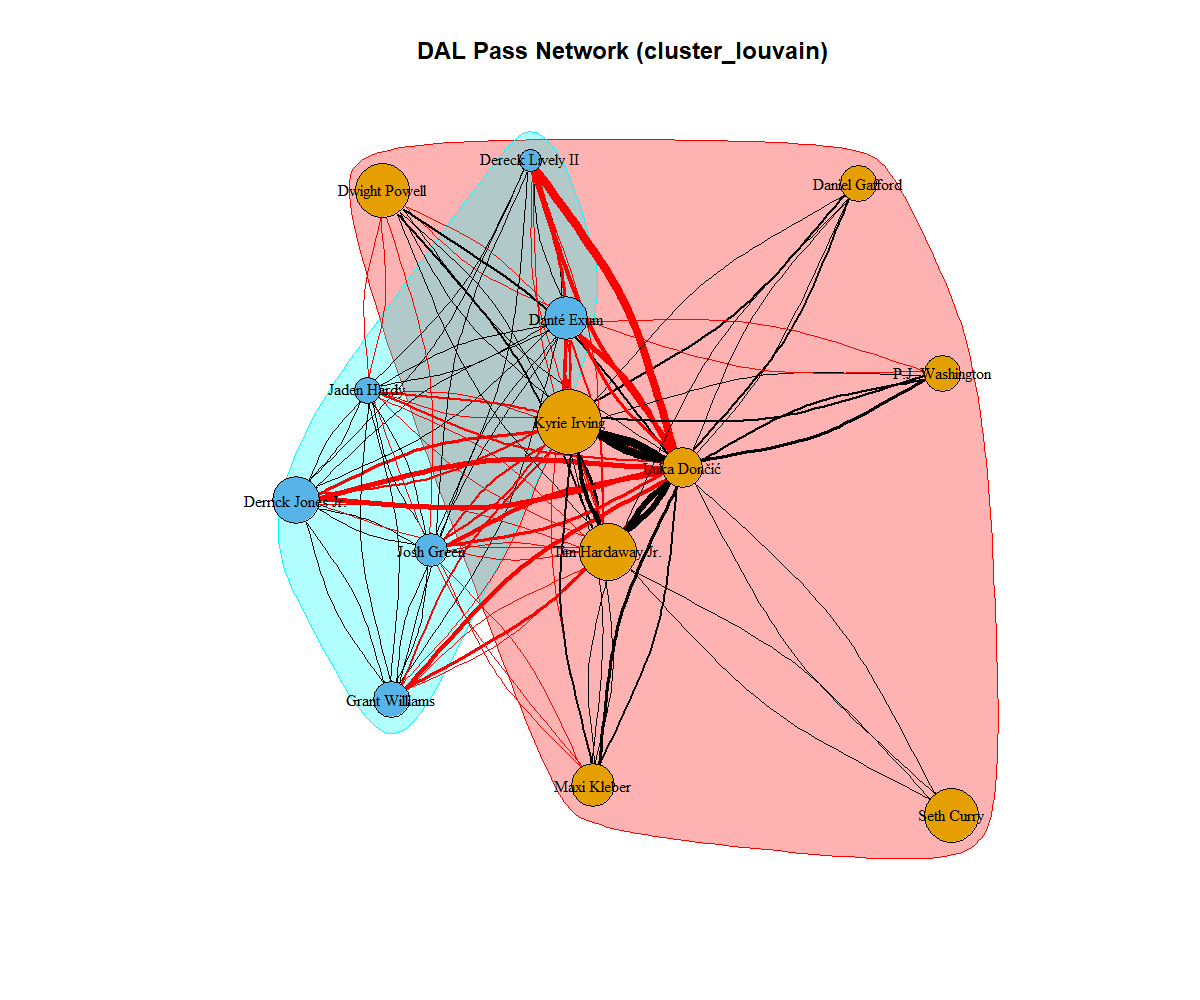 DAL Pass Network (cluster_louvain)
Dereck Lively II
Dwight Powell
Daniel Gafford
Danté Exum
P.J. Washington
Jaden Hardy
Kyrie Irving
Luka Dončić
Derrick Jones Jr.
Josh Green
Tim Hardaway Jr.
Grant Williams
Maxi Kleber
Seth Curry